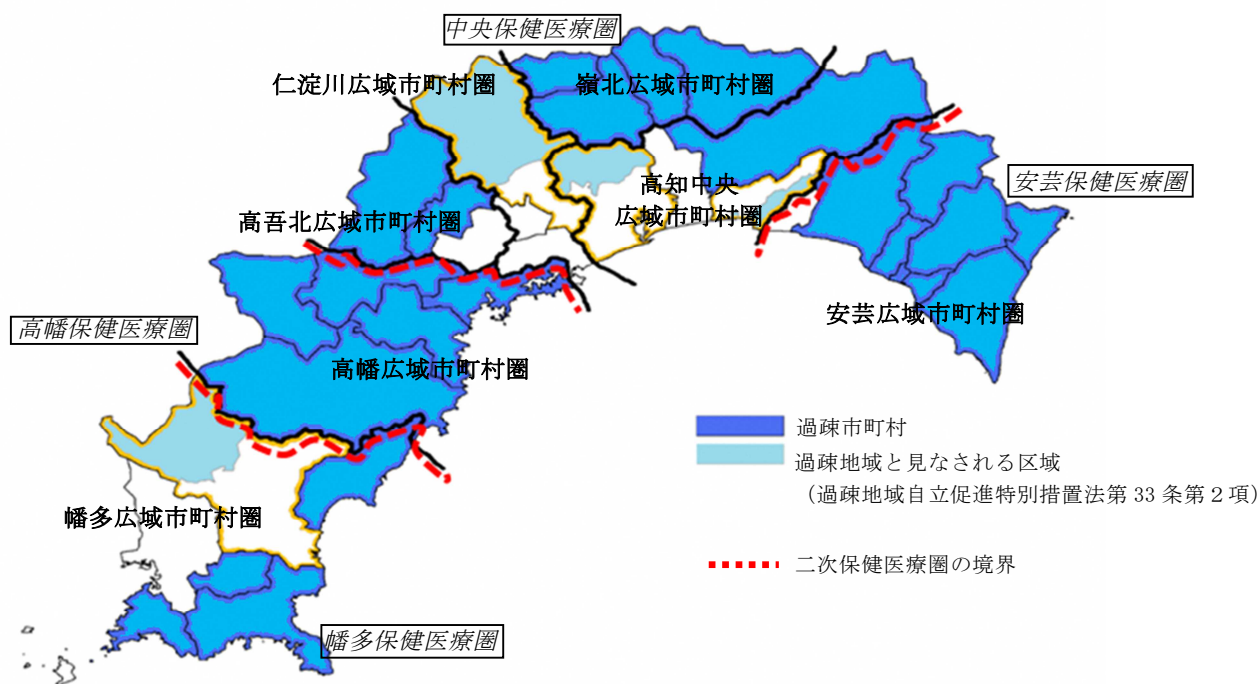 中央保健医療圏
仁淀川広域市町村圏
嶺北広域市町村圏
高知中央
広域市町村圏
安芸保健医療圏
高吾北広域市町村圏
安芸広域市町村圏
高幡保健医療圏
高幡広域市町村圏
過疎市町村
過疎地域と見なされる区域
（過疎地域自立促進特別措置法第 33 条第２項）
幡多広域市町村圏
二次保健医療圏の境界
幡多保健医療圏